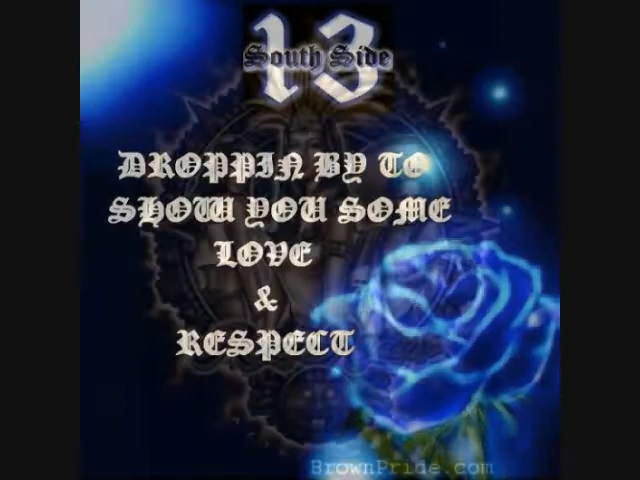 13
South Side
DROPPIN BY TO
SHOW YOU SOME
LOVE
&
RESPECT
BrownPride.com